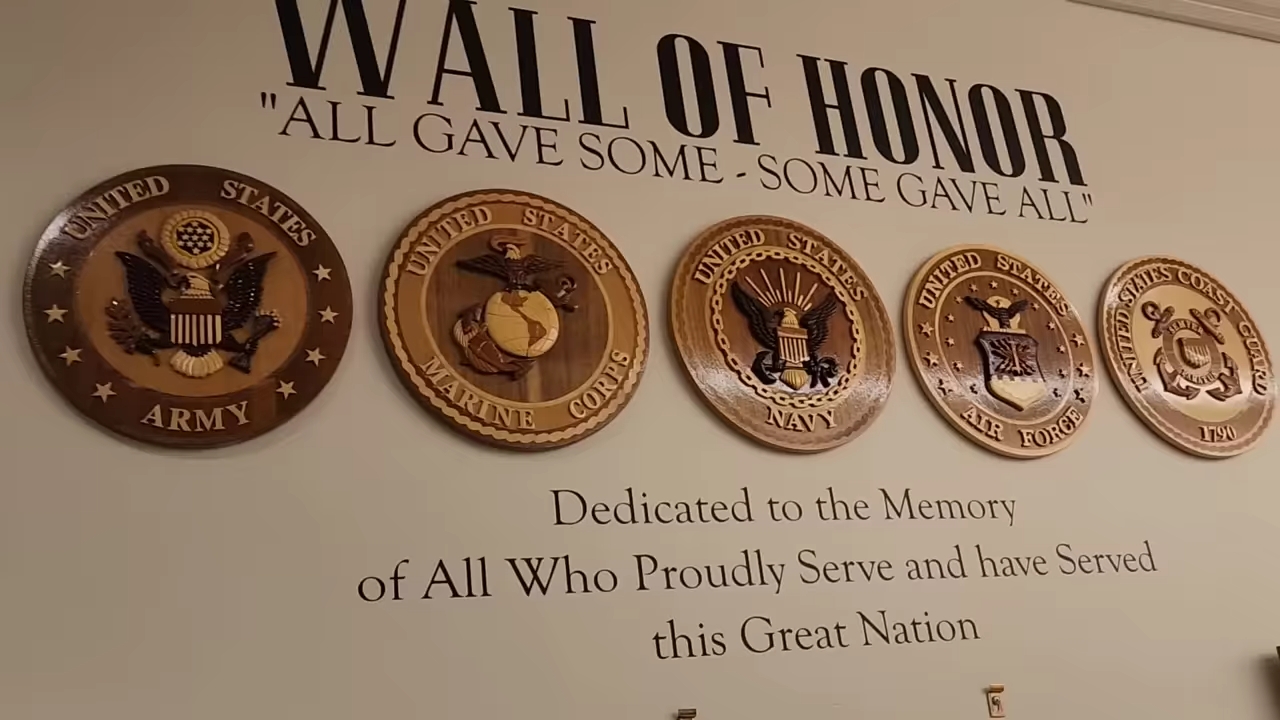 WALL OF HONOR
"ALL GAVE SOME - SOME GAVE ALL"
UNITED STATES
ARMY
UNITED STATES
MARINE CORPS
UNITED STATES
NAVY
UNITED STATES
AIR FORCE
UNITED STATES COAST GUARD
1790
Dedicated to the Memory
of All Who Proudly Serve and have Served
this Great Nation